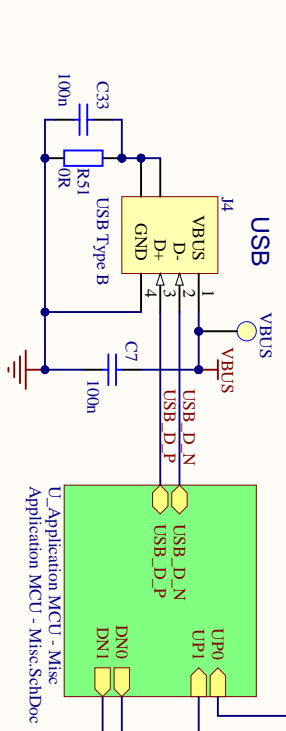 USB
J4
VBUS
D-
D+
GND
1
2
3
4
USB Type B
R51
0R
C33
100n
VBUS
VBUS
C7
100n
USB_D_N
USB_D_P
USB_D_N
USB_D_P
UP0
UP1
DN0
DN1
U_Application MCU - Misc
Application MCU - Misc.SchDoc